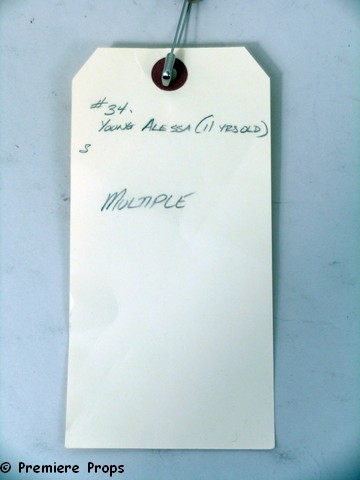 #34.
YOUNG ALESSA (11 YRS OLD)
3
MULTIPLE
© Premiere Props